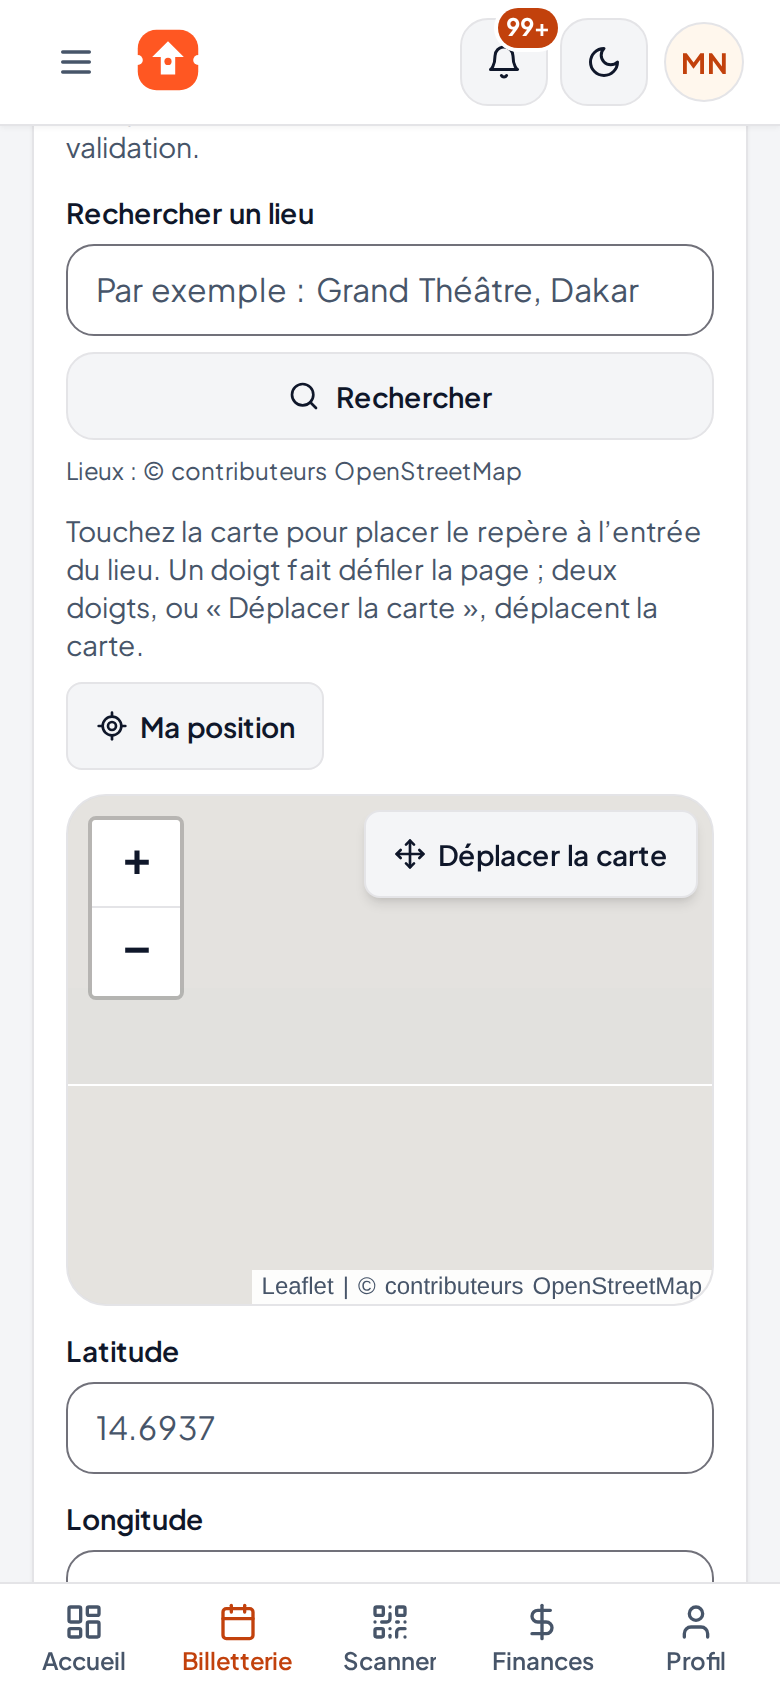 99+
MN
validation.
Rechercher un lieu
Par exemple : Grand Théâtre, Dakar
Rechercher
Lieux : © contributeurs OpenStreetMap
Touchez la carte pour placer le repère à l’entrée
du lieu. Un doigt fait défiler la page ; deux
doigts, ou « Déplacer la carte », déplacent la
carte.
Ma position
+
Déplacer la carte
−
Leaflet | © contributeurs OpenStreetMap
Latitude
14.6937
Longitude
Accueil
Billetterie
Scanner
Finances
Profil